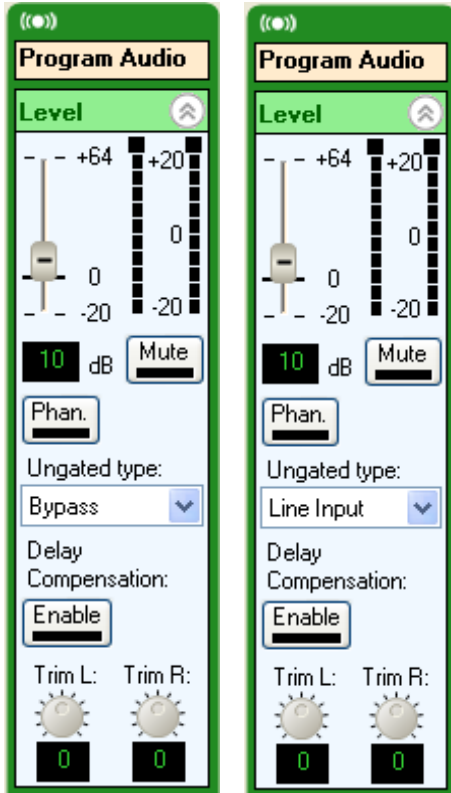 Program Audio
Level
+64 +20
0
0
-20 -20
10 dB Mute
Phan.
Ungated type:
Bypass
Delay
Compensation:
Enable
Trim L: Trim R:
0 0
Program Audio
Level
+64 +20
0
0
-20 -20
10 dB Mute
Phan.
Ungated type:
Line Input
Delay
Compensation:
Enable
Trim L: Trim R:
0 0